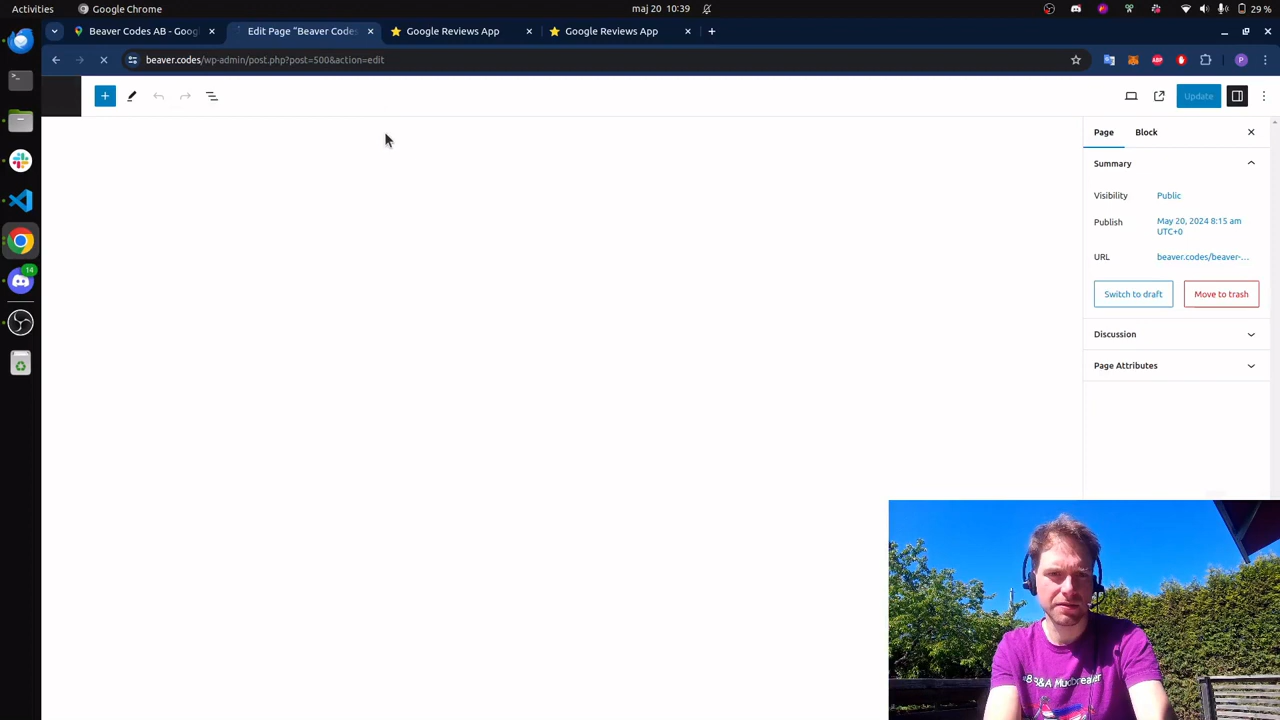 Activities
Google Chrome
maj 20 10:39
29 %
Beaver Codes AB - Goog
Edit Page "Beaver Codes
Google Reviews App
Google Reviews App
beaver.codes/wp-admin/post.php?post=500&action=edit
ABP
P
Update
Page
Block
Summary
Visibility
Public
Publish
May 20, 2024 8:15 am
UTC+0
URL
beaver.codes/beaver-...
Switch to draft
Move to trash
Discussion
Page Attributes
14